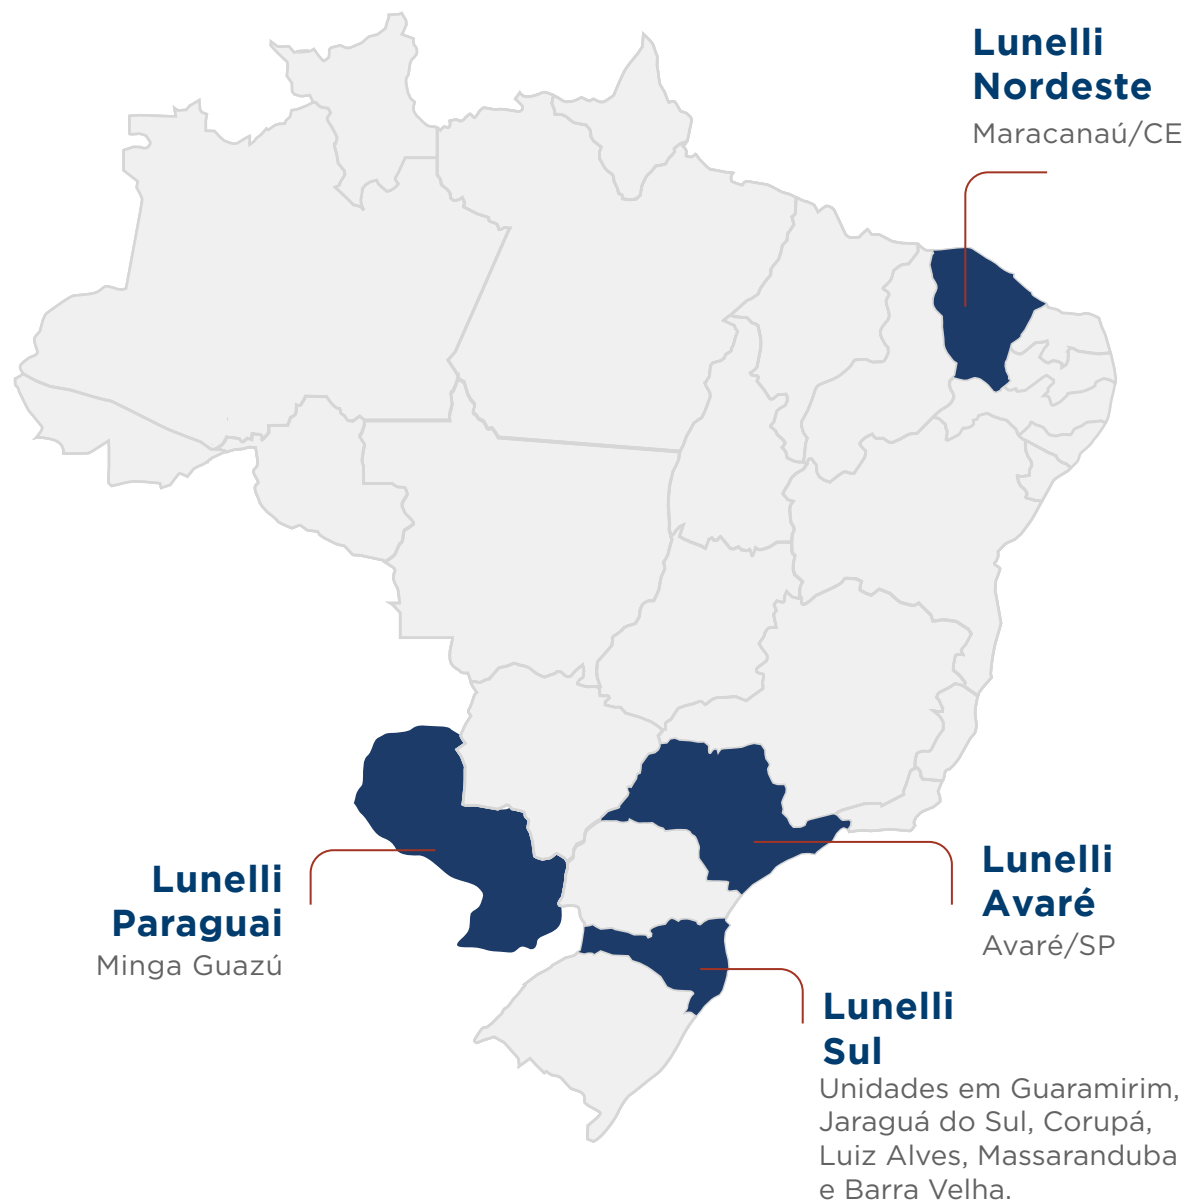 Lunelli
Nordeste
Maracanaú/CE
Lunelli
Paraguai
Minga Guazú
Lunelli
Avaré
Avaré/SP
Lunelli
Sul
Unidades em Guaramirim,
Jaraguá do Sul, Corupá,
Luiz Alves, Massaranduba
e Barra Velha.